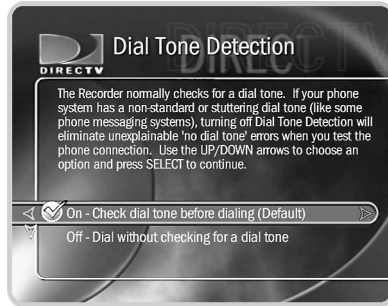 DIRECTV
Dial Tone Detection
DIRECTV
The Recorder normally checks for a dial tone. If your phone
system has a non-standard or stuttering dial tone (like some
phone messaging systems), turning off Dial Tone Detection will
eliminate unexplainable 'no dial tone' errors when you test the
phone connection. Use the UP/DOWN arrows to choose an
option and press SELECT to continue.
On - Check dial tone before dialing (Default)
Off - Dial without checking for a dial tone